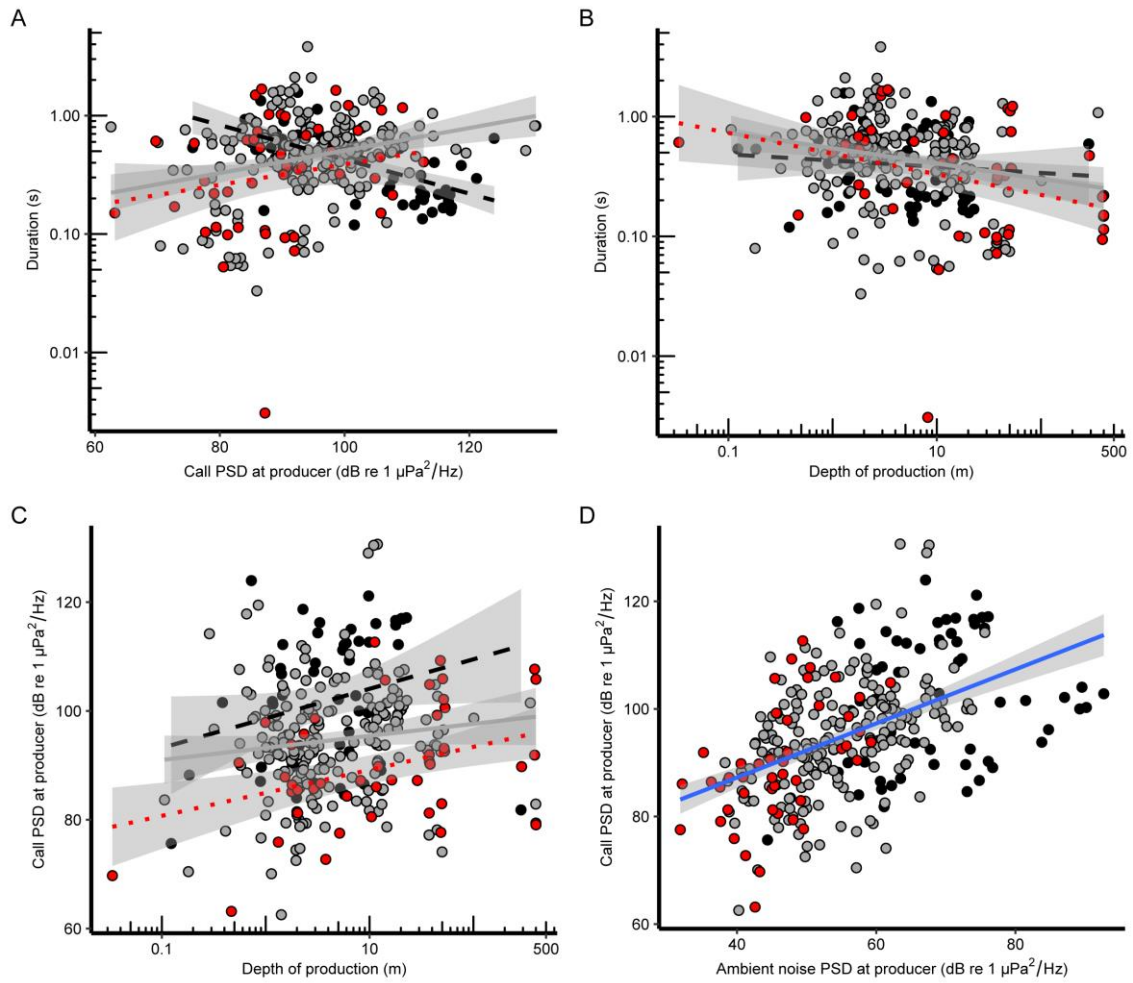 A
B
1.00
0.10
0.01
Duration (s)
60
80
100
120
Call PSD at producer (dB re 1 µPa²/Hz)
1.00
0.10
0.01
Duration (s)
0.1
10
500
Depth of production (m)
C
D
120
100
80
60
Call PSD at producer (dB re 1 µPa²/Hz)
0.1
10
500
Depth of production (m)
120
100
80
60
Call PSD at producer (dB re 1 µPa²/Hz)
40
60
80
Ambient noise PSD at producer (dB re 1 µPa²/Hz)